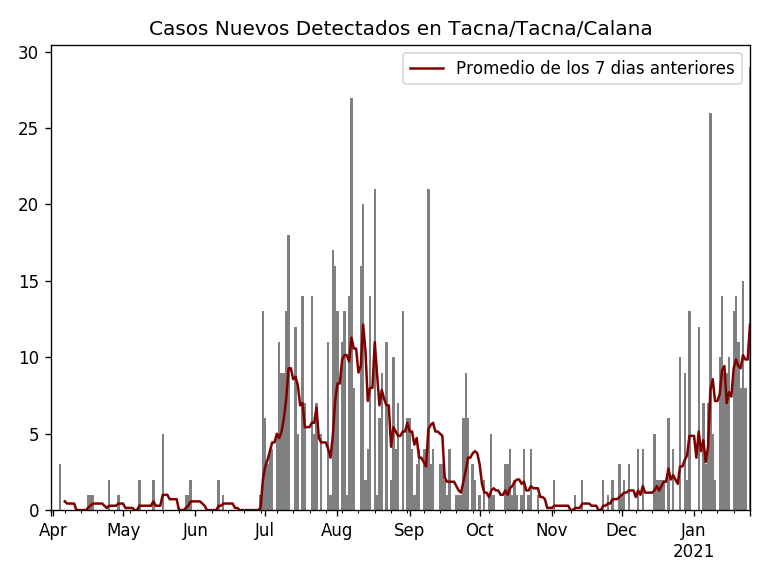 Casos Nuevos Detectados en Tacna/Tacna/Calana
Promedio de los 7 dias anteriores
30
25
20
15
10
5
0
Apr May Jun Jul Aug Sep Oct Nov Dec Jan
2021